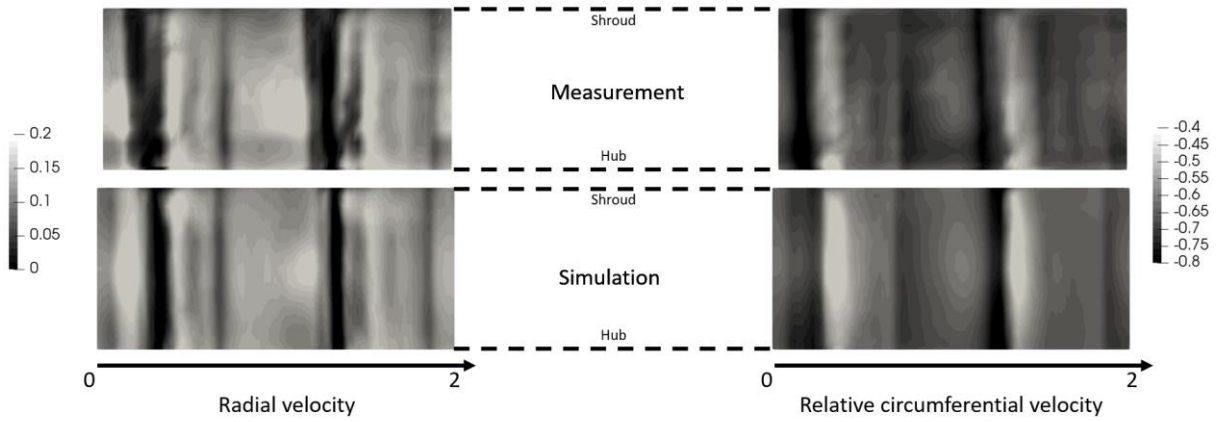 Shroud
Measurement
Hub
0.2
0.15
0.1
0.05
0
-0.4
-0.45
-0.5
-0.55
-0.6
-0.65
-0.7
-0.75
-0.8
Shroud
Simulation
Hub
0 2
Radial velocity
0 2
Relative circumferential velocity